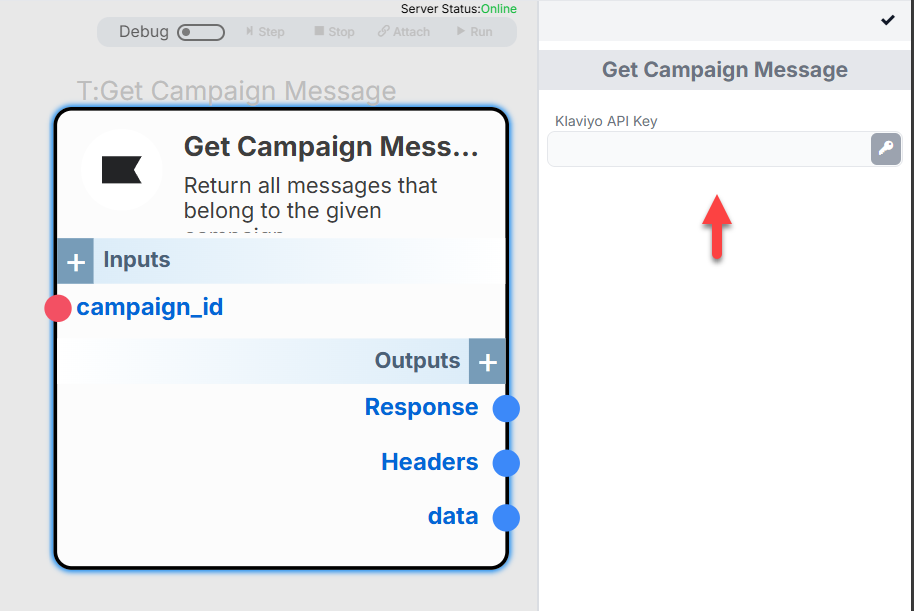 Server Status:Online
Debug Step Stop Attach Run
T:Get Campaign Message
Get Campaign Mess...
Return all messages that
belong to the given
Inputs
campaign_id
Outputs
Response
Headers
data
Get Campaign Message
Klaviyo API Key